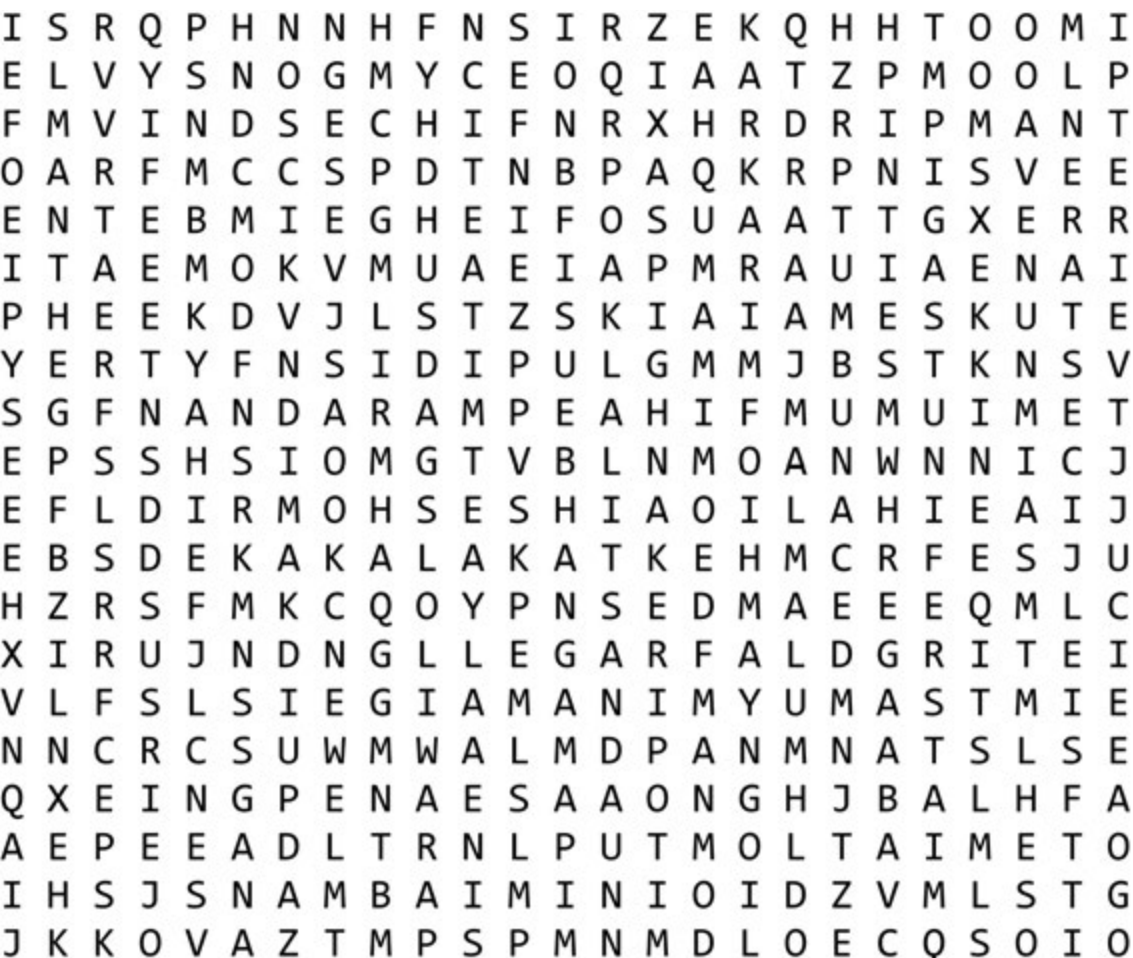 I S R Q P H N N H F N S I R Z E K Q H H T O O M I
E L V Y S N O G M Y C E O Q I A A T Z P M O O L P
F M V I N D S E C H I F N R X H R D R I P M A N T
O A R F M C C S P D T N B P A Q K R P N I S V E E
E N T E B M I E G H E I F O S U A A T T G X E R R
I T A E M O K V M U A E I A P M R A U I A E N A I
P H E E K D V J L S T Z S K I A I A M E S K U T E
Y E R T Y F N S I D I P U L G M M J B S T K N S V
S G F N A N D A R A M P E A H I F M U M U I M E T
E P S S H S I O M G T V B L N M O A N W N N I C J
E F L D I R M O H S E S H I A O I L A H I E A I J
E B S D E K A K A L A K A T K E H M C R F E S J U
H Z R S F M K C Q O Y P N S E D M A E E E Q M L C
X I R U J N D N G L L E G A R F A L D G R I T E I
V L F S L S I E G I A M A N I M Y U M A S T M I E
N N C R C S U W M W A L M D P A N M N A T S L S E
Q X E I N G P E N A E S A A O N G H J B A L H F A
A E P E E A D L T R N L P U T M O L T A I M E T O
I H S J S N A M B A I M I N I O I D Z V M L S T G
J K K O V A Z T M P S P M N M D L O E C Q S O I O